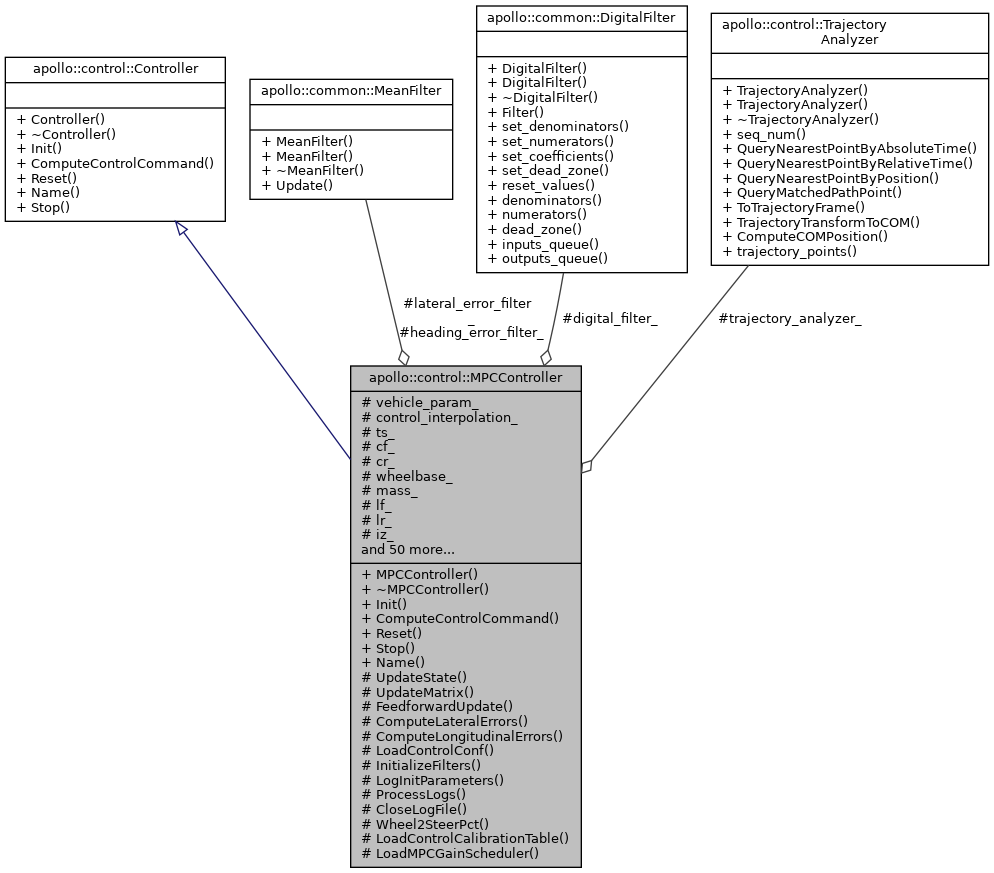 apollo::control::Controller
+ Controller()
+ ~Controller()
+ Init()
+ ComputeControlCommand()
+ Reset()
+ Name()
+ Stop()
apollo::common::MeanFilter
+ MeanFilter()
+ MeanFilter()
+ ~MeanFilter()
+ Update()
apollo::common::DigitalFilter
+ DigitalFilter()
+ DigitalFilter()
+ ~DigitalFilter()
+ Filter()
+ set_denominators()
+ set_numerators()
+ set_coefficients()
+ set_dead_zone()
+ reset_values()
+ denominators()
+ numerators()
+ dead_zone()
+ inputs_queue()
+ outputs_queue()
apollo::control::Trajectory
Analyzer
+ TrajectoryAnalyzer()
+ TrajectoryAnalyzer()
+ ~TrajectoryAnalyzer()
+ seq_num()
+ QueryNearestPointByAbsoluteTime()
+ QueryNearestPointByRelativeTime()
+ QueryNearestPointByPosition()
+ QueryMatchedPathPoint()
+ ToTrajectoryFrame()
+ TrajectoryTransformToCOM()
+ ComputeCOMPosition()
+ trajectory_points()
#lateral_error_filter
_
#heading_error_filter_
#digital_filter_
#trajectory_analyzer_
apollo::control::MPCController
# vehicle_param_
# control_interpolation_
# ts_
# cf_
# cr_
# wheelbase_
# mass_
# lf_
# lr_
# iz_
and 50 more...
+ MPCController()
+ ~MPCController()
+ Init()
+ ComputeControlCommand()
+ Reset()
+ Stop()
+ Name()
# UpdateState()
# UpdateMatrix()
# FeedforwardUpdate()
# ComputeLateralErrors()
# ComputeLongitudinalErrors()
# LoadControlConf()
# InitializeFilters()
# LogInitParameters()
# ProcessLogs()
# CloseLogFile()
# Wheel2SteerPct()
# LoadControlCalibrationTable()
# LoadMPCGainScheduler()